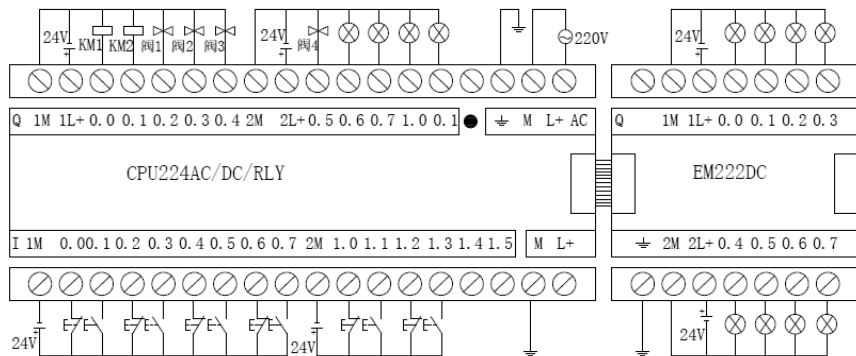 24V KM1 KM2 阀1 阀2 阀3 24V 阀4 220V 24V
+ + +
Q 1M 1L+ 0.0 0.1 0.2 0.3 0.4 2M 2L+ 0.5 0.6 0.7 1.0 0.1 M L+ AC
Q 1M 1L+ 0.0 0.1 0.2 0.3
CPU224AC/DC/RLY
EM222DC
I 1M 0.0 0.1 0.2 0.3 0.4 0.5 0.6 0.7 2M 1.0 1.1 1.2 1.3 1.4 1.5 M L+
2M 2L+ 0.4 0.5 0.6 0.7
+ + +
24V 24V 24V